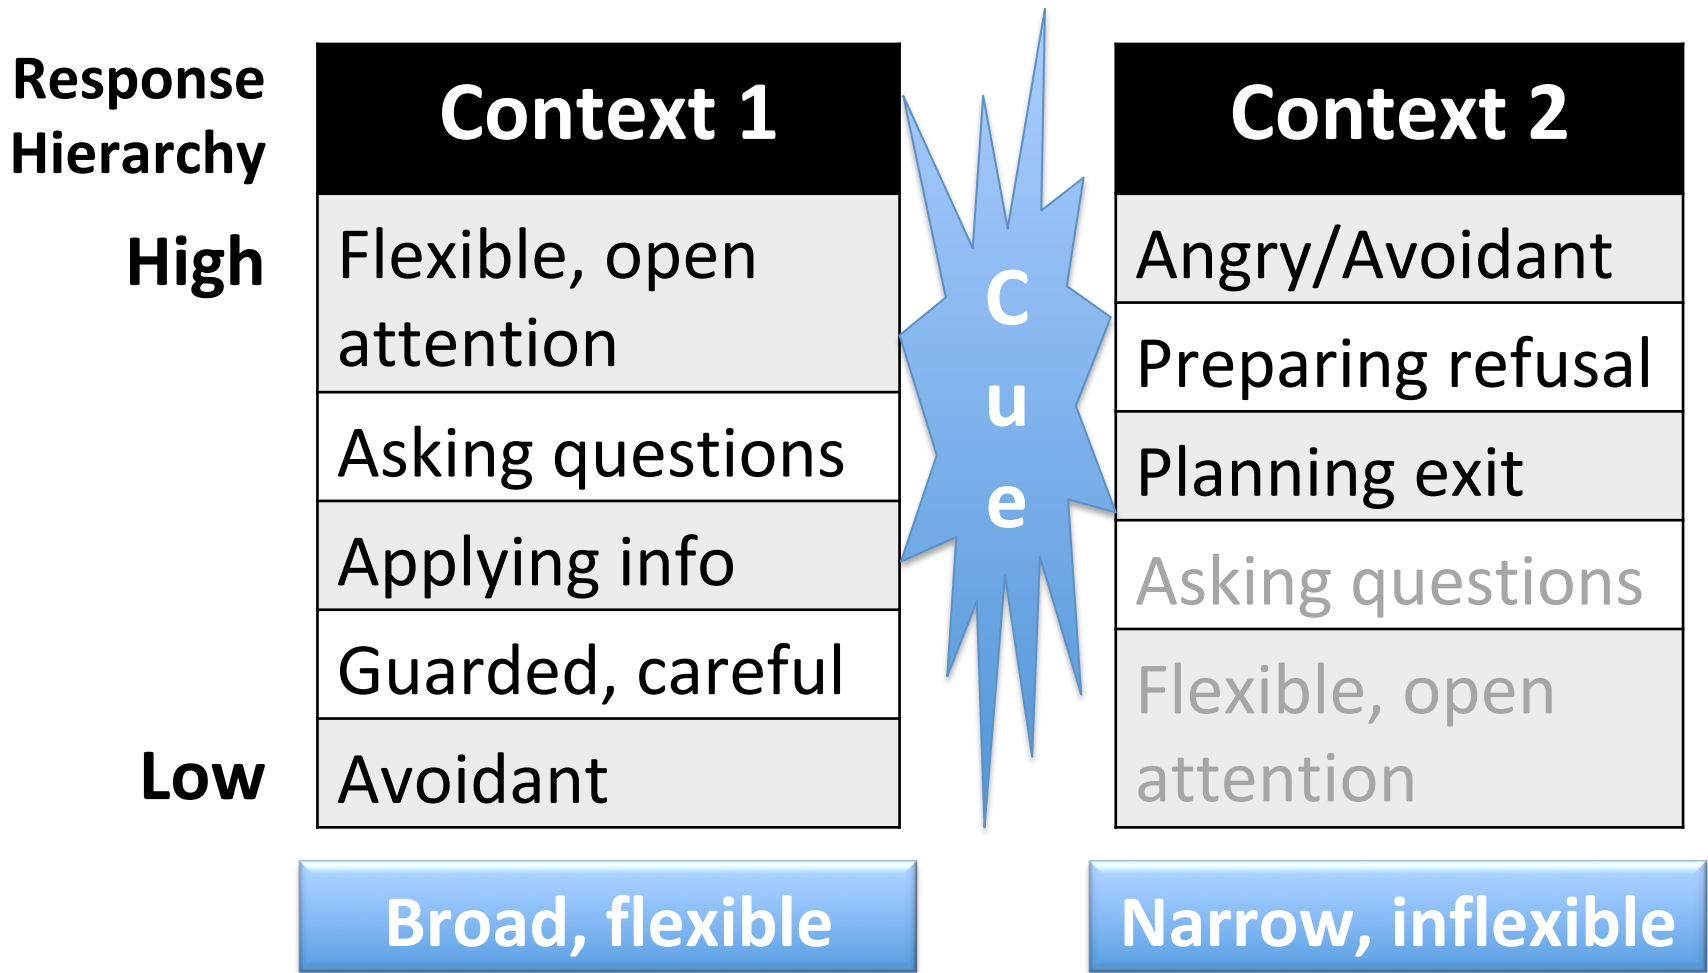 Response
Hierarchy
High
Low
Context 1
Flexible, open
attention
Asking questions
Applying info
Guarded, careful
Avoidant
Broad, flexible
C
u
e
Context 2
Angry/Avoidant
Preparing refusal
Planning exit
Asking questions
Flexible, open
attention
Narrow, inflexible